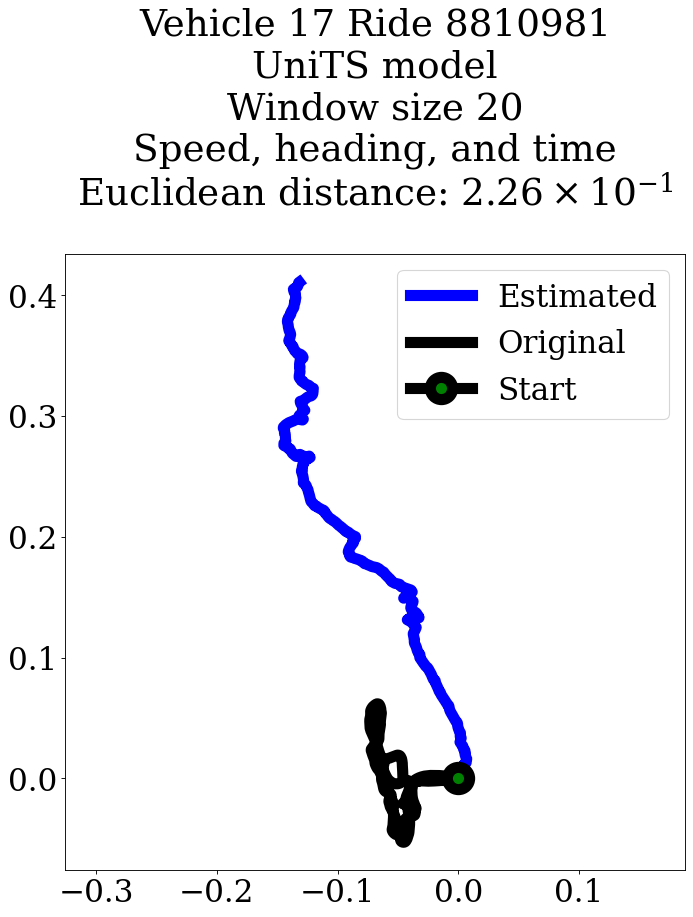 Vehicle 17 Ride 8810981
UniTS model
Window size 20
Speed, heading, and time
Euclidean distance: 2.26 × 10⁻¹
Estimated
Original
Start
0.4
0.3
0.2
0.1
0.0
−0.3 −0.2 −0.1 0.0 0.1